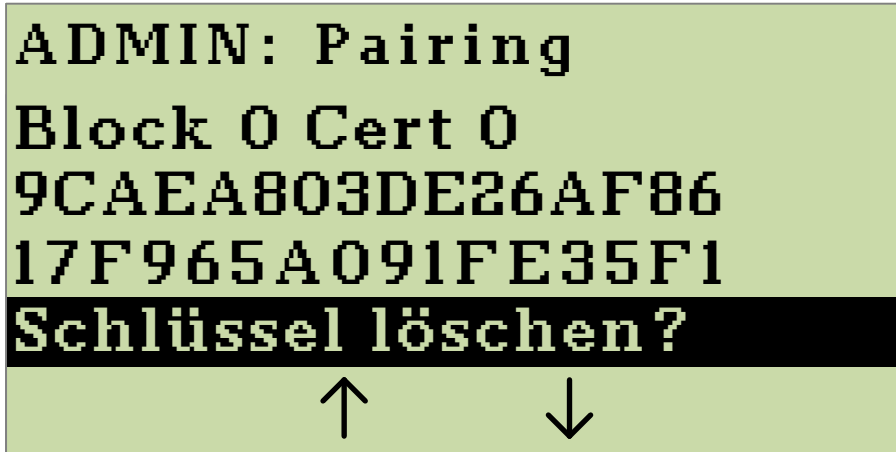 ADMIN: Pairing
Block 0 Cert 0
9CAEA803DE26AF86
17F965A091FE35F1
Schlüssel löschen?
↑ ↓